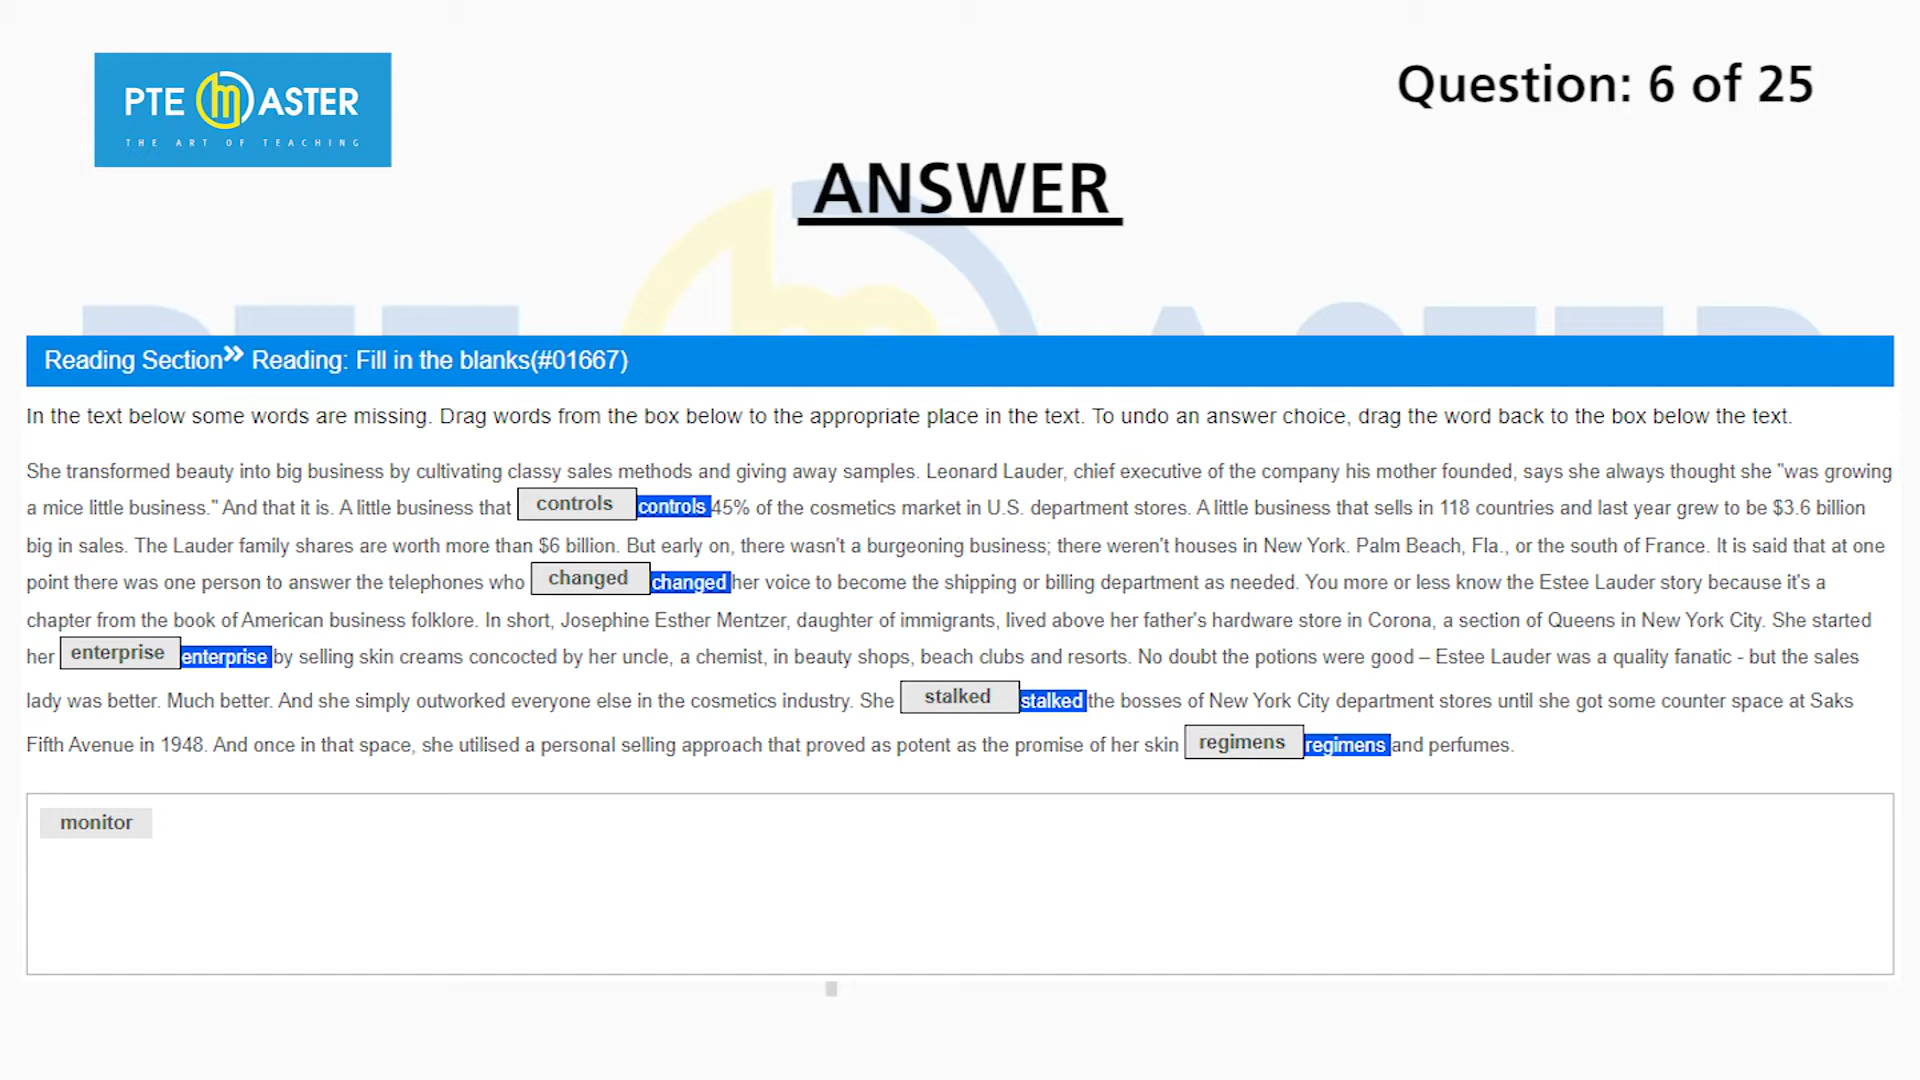 PTE MASTER
THE ART OF TEACHING
Question: 6 of 25
ANSWER
Reading Section» Reading: Fill in the blanks(#01667)
In the text below some words are missing. Drag words from the box below to the appropriate place in the text. To undo an answer choice, drag the word back to the box below the text.
She transformed beauty into big business by cultivating classy sales methods and giving away samples. Leonard Lauder, chief executive of the company his mother founded, says she always thought she "was growing
a mice little business." And that it is. A little business that controls controls 45% of the cosmetics market in U.S. department stores. A little business that sells in 118 countries and last year grew to be $3.6 billion
big in sales. The Lauder family shares are worth more than $6 billion. But early on, there wasn't a burgeoning business; there weren't houses in New York. Palm Beach, Fla., or the south of France. It is said that at one
point there was one person to answer the telephones who changed changed her voice to become the shipping or billing department as needed. You more or less know the Estee Lauder story because it's a
chapter from the book of American business folklore. In short, Josephine Esther Mentzer, daughter of immigrants, lived above her father's hardware store in Corona, a section of Queens in New York City. She started
her enterprise enterprise by selling skin creams concocted by her uncle, a chemist, in beauty shops, beach clubs and resorts. No doubt the potions were good – Estee Lauder was a quality fanatic - but the sales
lady was better. Much better. And she simply outworked everyone else in the cosmetics industry. She stalked stalked the bosses of New York City department stores until she got some counter space at Saks
Fifth Avenue in 1948. And once in that space, she utilised a personal selling approach that proved as potent as the promise of her skin regimens regimens and perfumes.
monitor